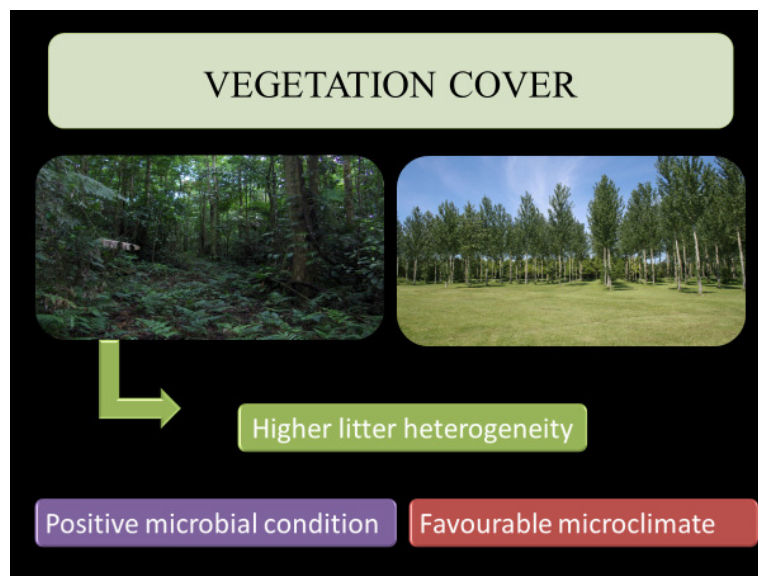 VEGETATION COVER
Higher litter heterogeneity
Positive microbial condition
Favourable microclimate